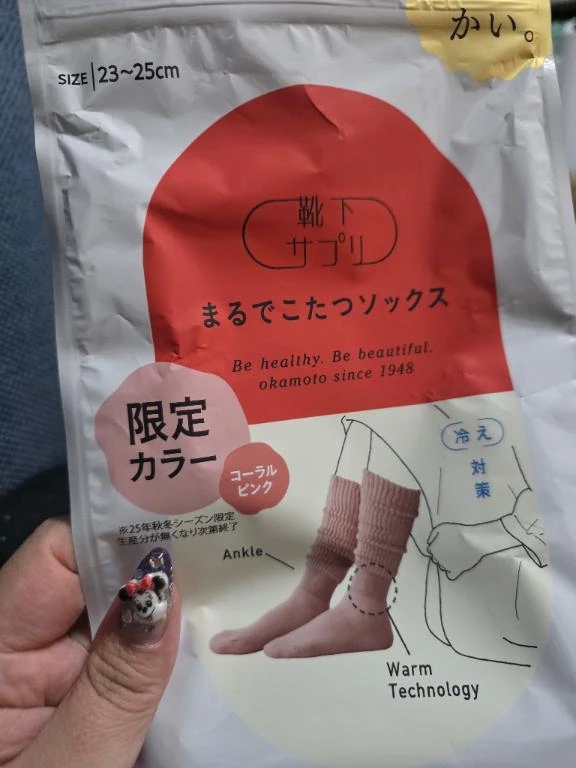 かい。
SIZE 23~25cm
靴下
サプリ
まるでこたつソックス
Be healthy. Be beautiful.
okamoto since 1948
限定
カラー
コーラル
ピンク
※25年秋冬シーズン限定
生産分が無くなり次第終了
冷え
対策
Ankle
Warm
Technology